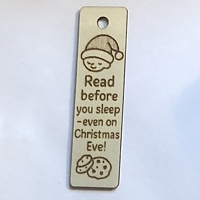 Read
before
you sleep
-even on
Christmas
Eve!